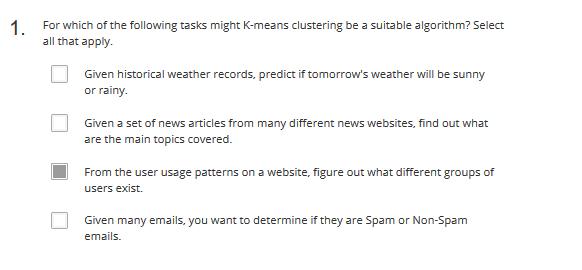 1. For which of the following tasks might K-means clustering be a suitable algorithm? Select
all that apply.
Given historical weather records, predict if tomorrow's weather will be sunny
or rainy.
Given a set of news articles from many different news websites, find out what
are the main topics covered.
From the user usage patterns on a website, figure out what different groups of
users exist.
Given many emails, you want to determine if they are Spam or Non-Spam
emails.